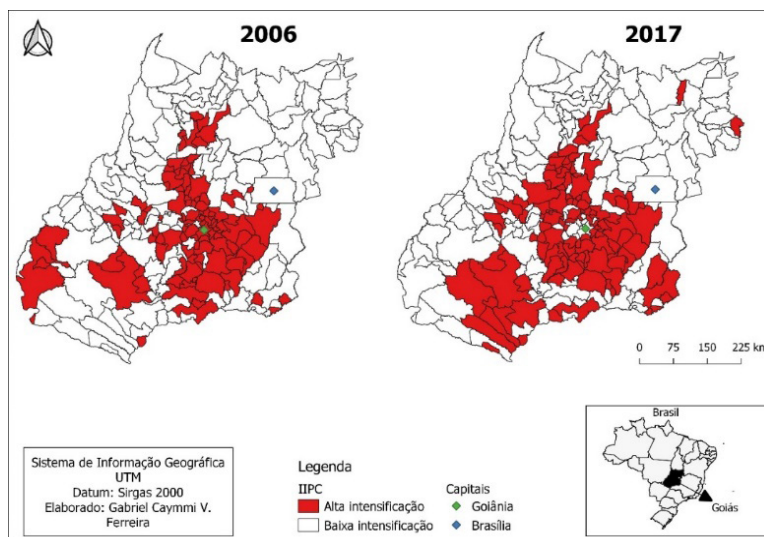 2006
2017
0 75 150 225 km
Sistema de Informação Geográfica
UTM
Datum: Sirgas 2000
Elaborado: Gabriel Caymmi V.
Ferreira
Legenda
IIPC
Alta intensificação
Baixa intensificação
Capitais
Goiânia
Brasília
Brasil
Goiás